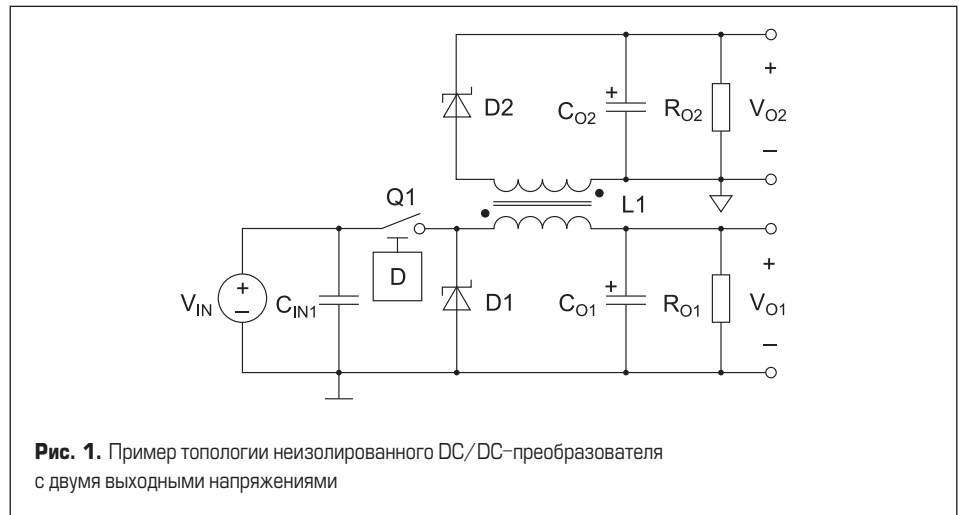 +
D2
+
C_O2
R_O2
V_O2
−
Q1
L1
D
V_IN
+
−
C_IN1
D1
+
C_O1
R_O1
+
V_O1
−
Рис. 1. Пример топологии неизолированного DC/DC-преобразователя
с двумя выходными напряжениями